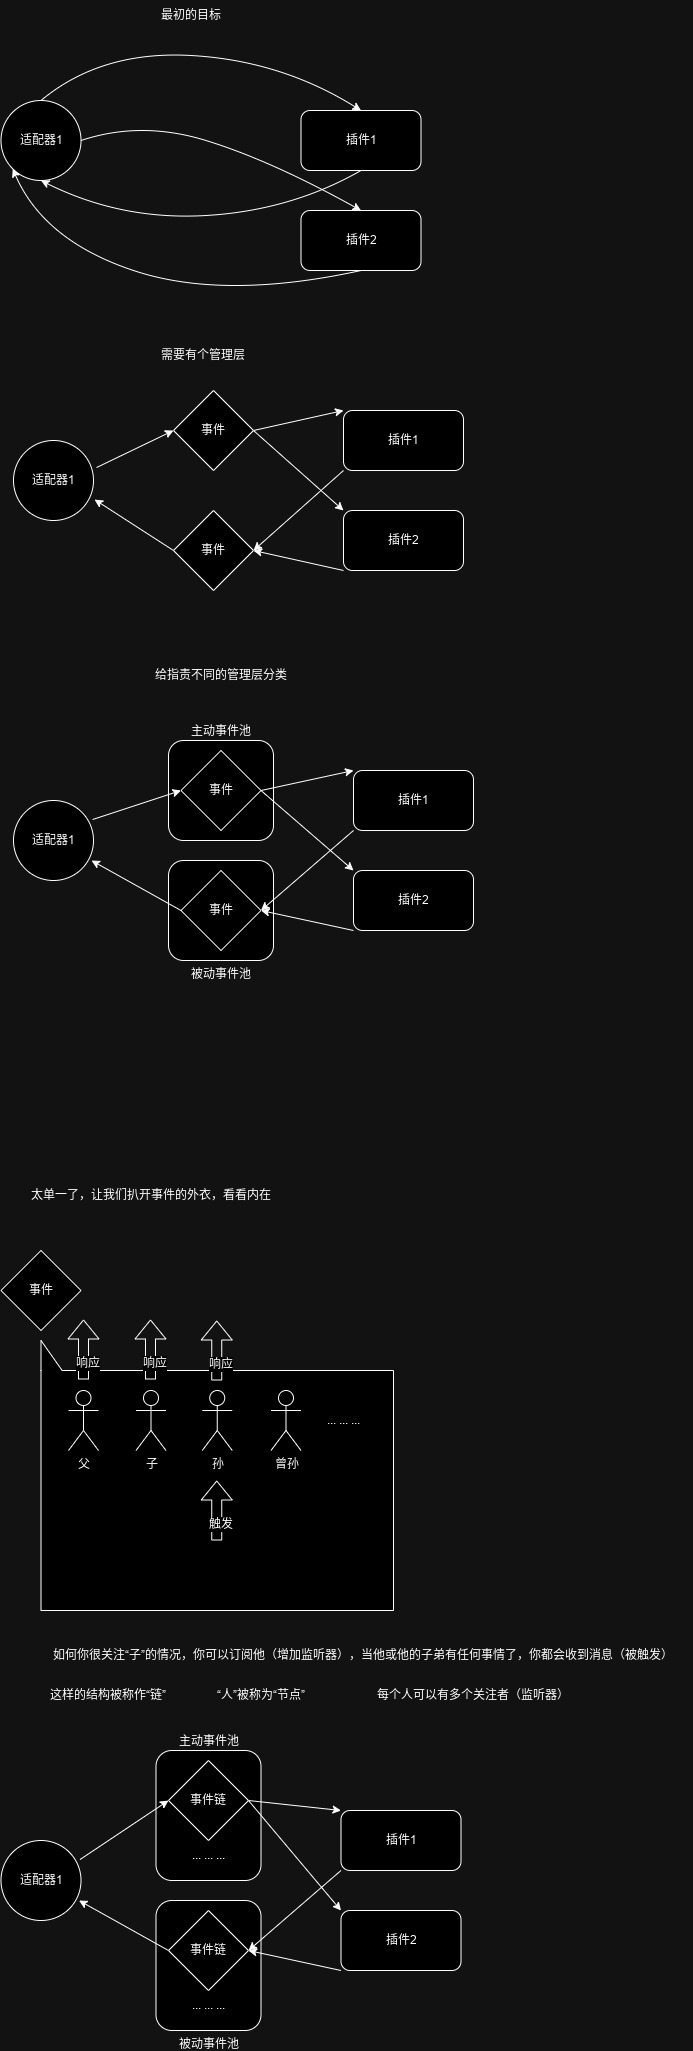 最初的目标
适配器1
插件1
插件2
需要有个管理层
事件
插件1
适配器1
插件2
事件
给指责不同的管理层分类
主动事件池
事件
插件1
适配器1
插件2
事件
被动事件池
太单一了，让我们扒开事件的外衣，看看内在
事件
响应 响应 响应
... ... ...
父 子 孙 曾孙
触发
如何你很关注“子”的情况，你可以订阅他（增加监听器），当他或他的子弟有任何事情了，你都会收到消息（被触发）
这样的结构被称作“链” “人”被称为“节点” 每个人可以有多个关注者（监听器）
主动事件池
事件链
插件1
... ... ...
适配器1
插件2
事件链
... ... ...
被动事件池